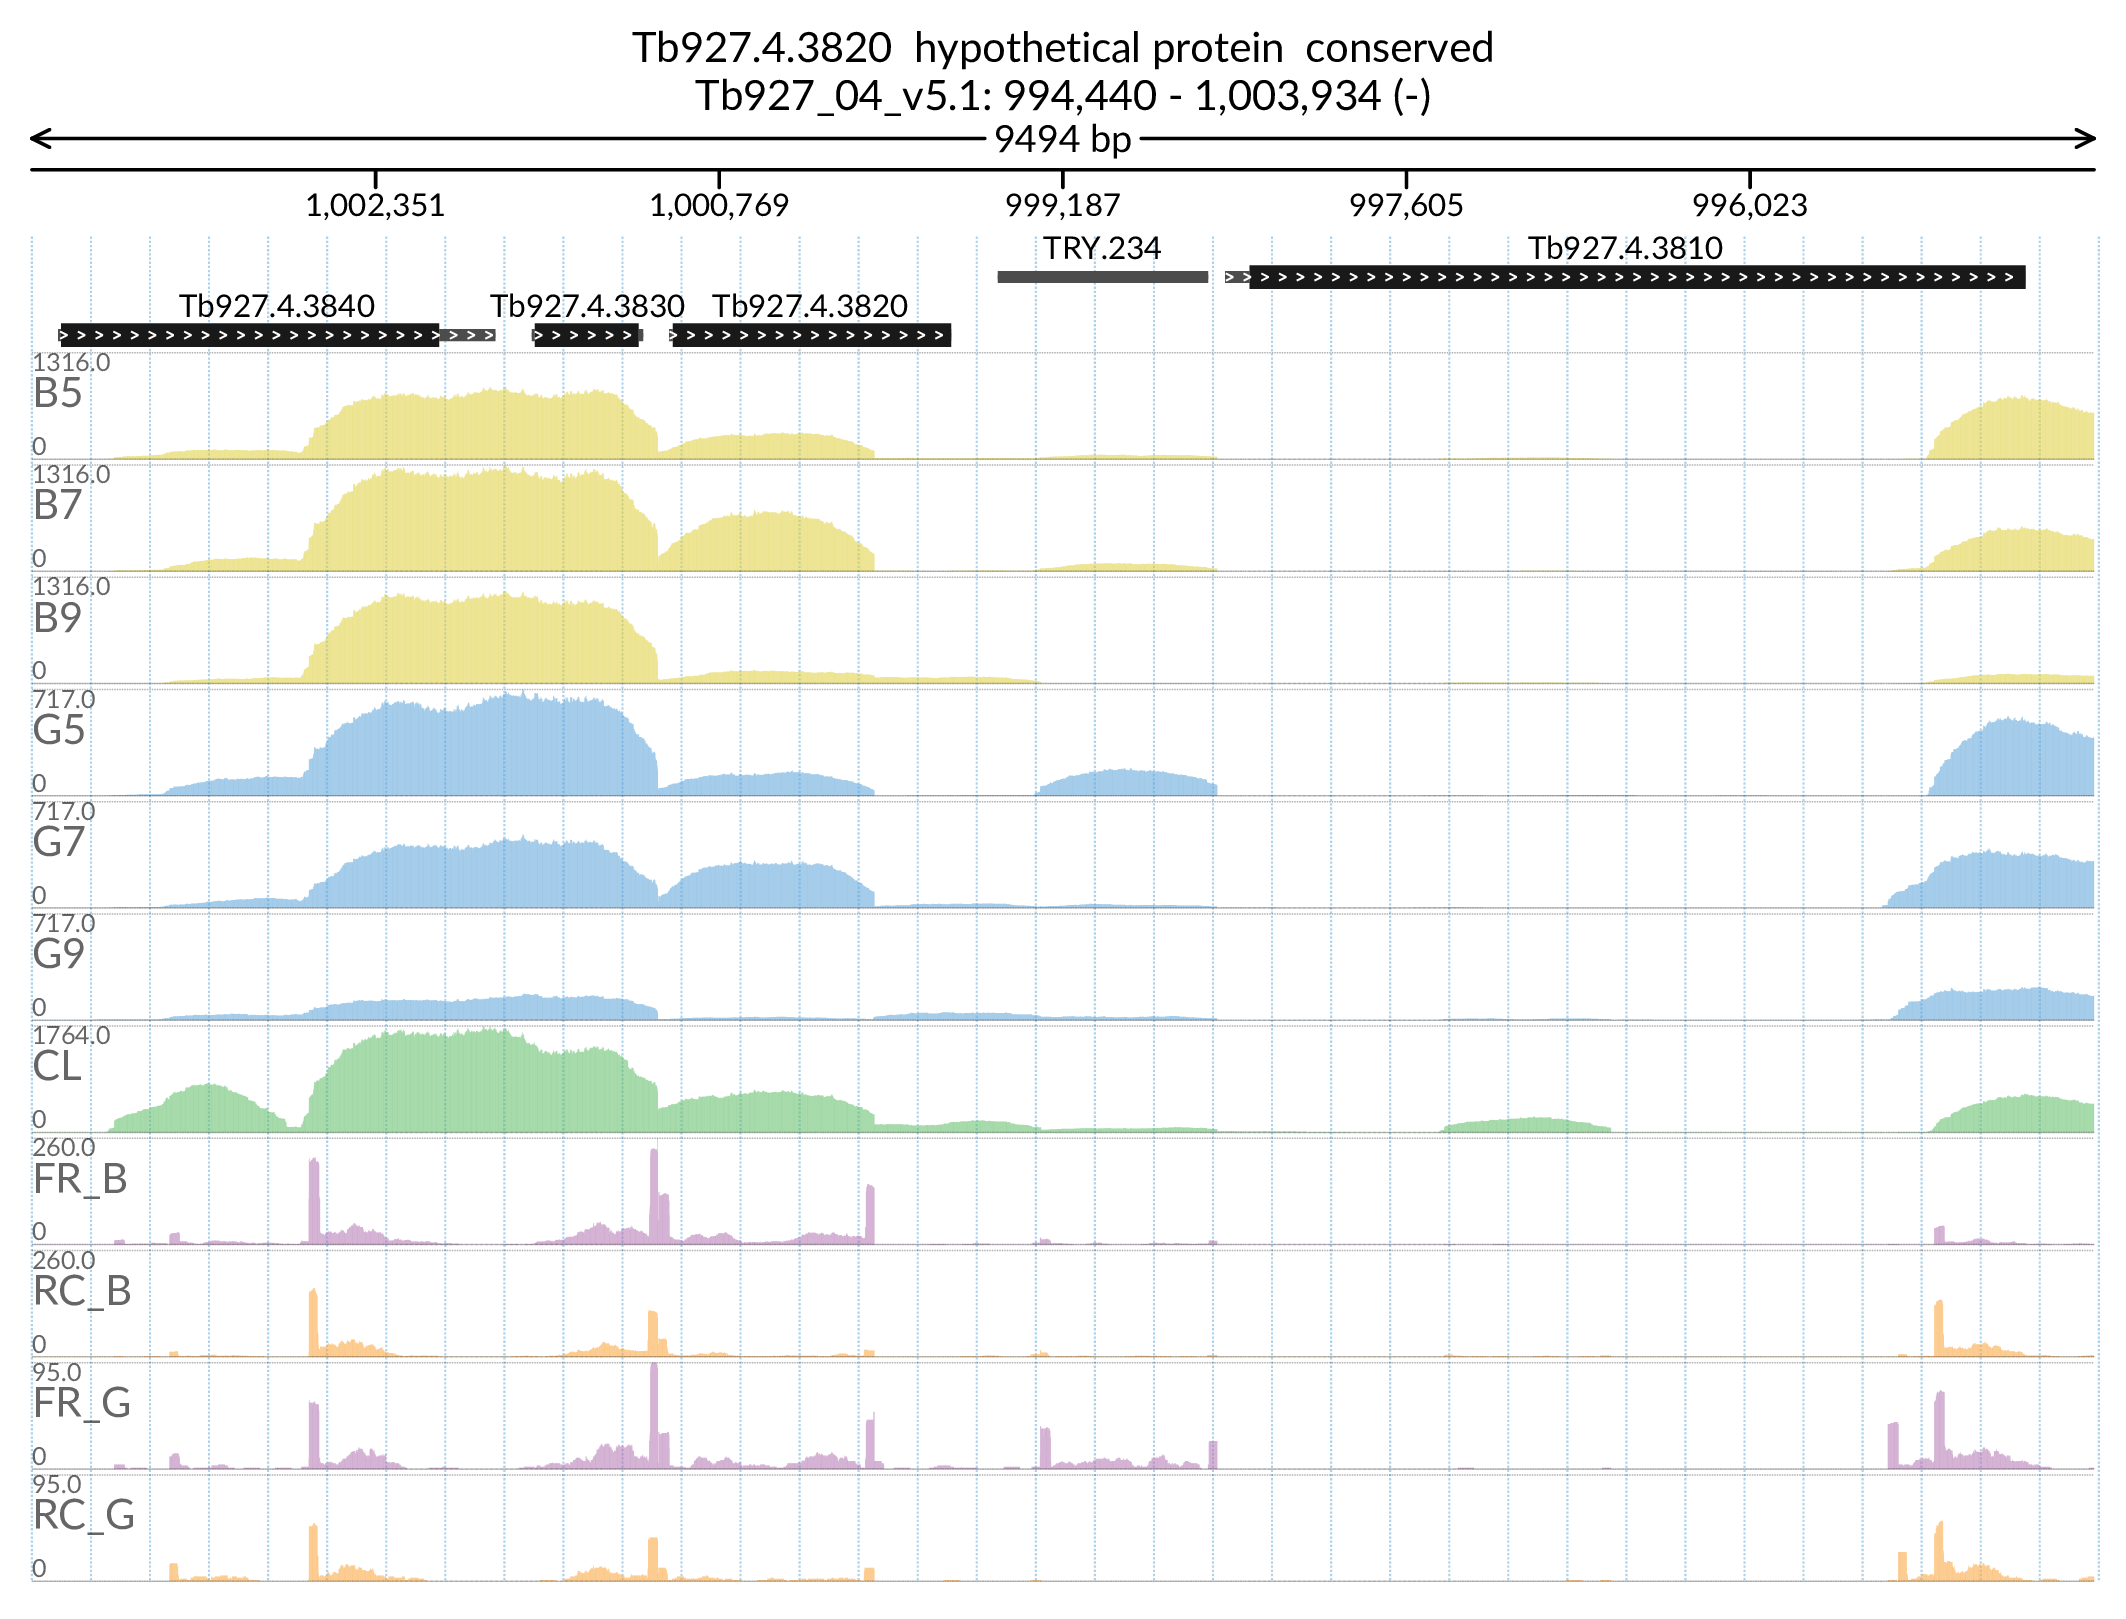 Tb927.4.3820  hypothetical protein  conserved
Tb927_04_v5.1: 994,440 - 1,003,934 (-)
9494 bp
1,002,351 1,000,769 999,187 997,605 996,023
TRY.234 Tb927.4.3810
Tb927.4.3840 Tb927.4.3830 Tb927.4.3820
1316.0
B5
0
1316.0
B7
0
1316.0
B9
0
717.0
G5
0
717.0
G7
0
717.0
G9
0
1764.0
CL
0
260.0
FR_B
0
260.0
RC_B
0
95.0
FR_G
0
95.0
RC_G
0